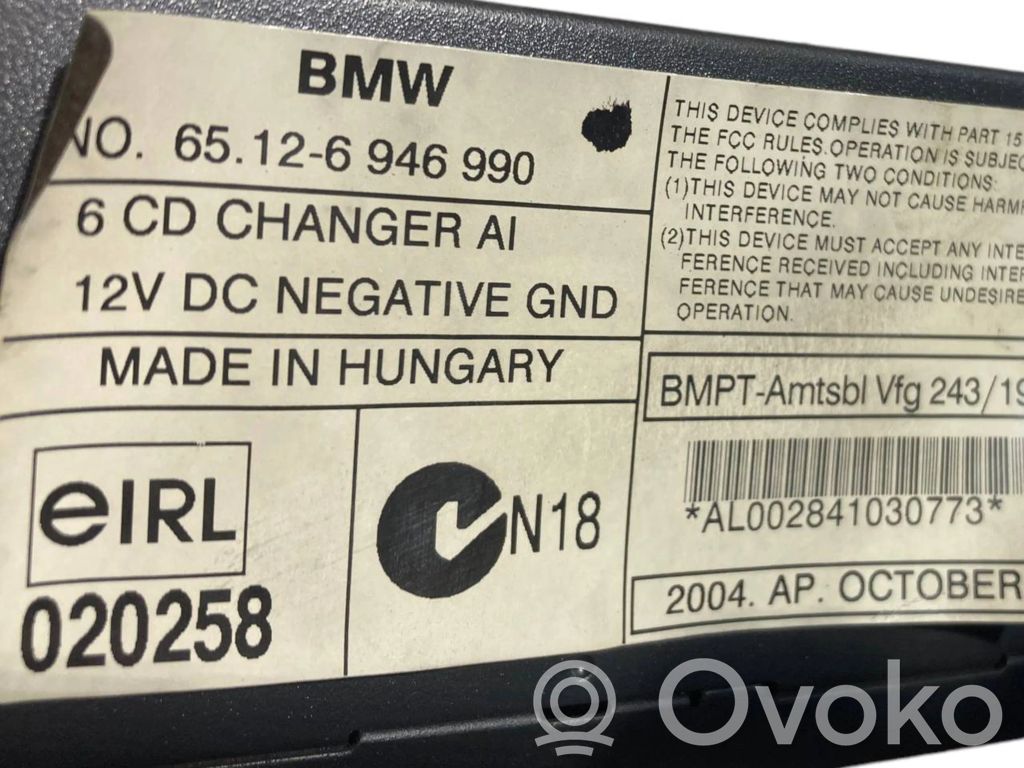 BMW
NO. 65.12-6 946 990
6 CD CHANGER AI
12V DC NEGATIVE GND
MADE IN HUNGARY
eIRL
020258
N18
THIS DEVICE COMPLIES WITH PART 15
THE FCC RULES. OPERATION IS SUBJEC
THE FOLLOWING TWO CONDITIONS:
(1)THIS DEVICE MAY NOT CAUSE HARMF
INTERFERENCE.
(2)THIS DEVICE MUST ACCEPT ANY INTE
FERENCE RECEIVED INCLUDING INTER
FERENCE THAT MAY CAUSE UNDESIRE
OPERATION.
BMPT-Amtsbl Vfg 243/19
*AL002841030773*
2004. AP. OCTOBER
Ovoko